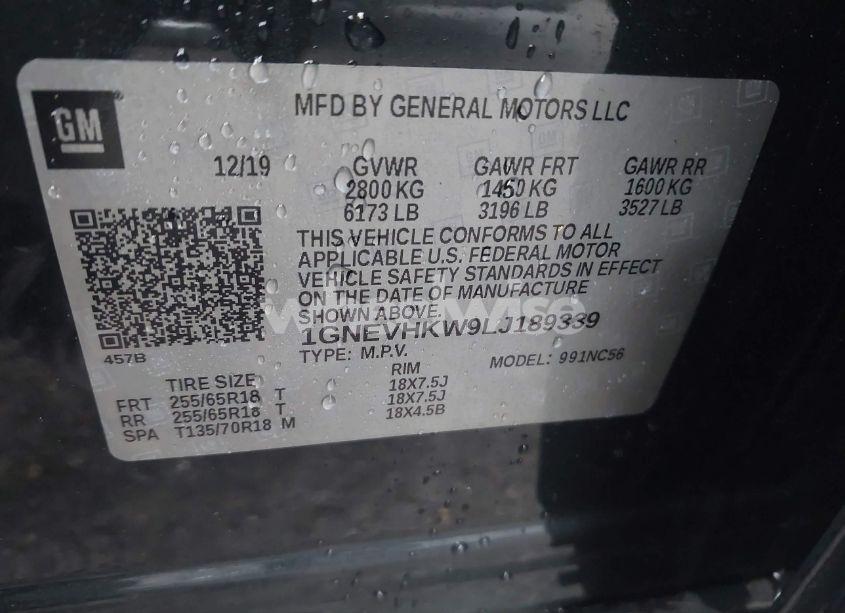 GM
MFD BY GENERAL MOTORS LLC
12/19 GVWR GAWR FRT GAWR RR
2800 KG 1450 KG 1600 KG
6173 LB 3196 LB 3527 LB
THIS VEHICLE CONFORMS TO ALL
APPLICABLE U.S. FEDERAL MOTOR
VEHICLE SAFETY STANDARDS IN EFFECT
ON THE DATE OF MANUFACTURE
SHOWN ABOVE.
1GNEVHKW9LJ189339
457B
TYPE: M.P.V. MODEL: 991NC56
TIRE SIZE RIM
FRT 255/65R18 T 18X7.5J
RR 255/65R18 T 18X7.5J
SPA T135/70R18 M 18X4.5B